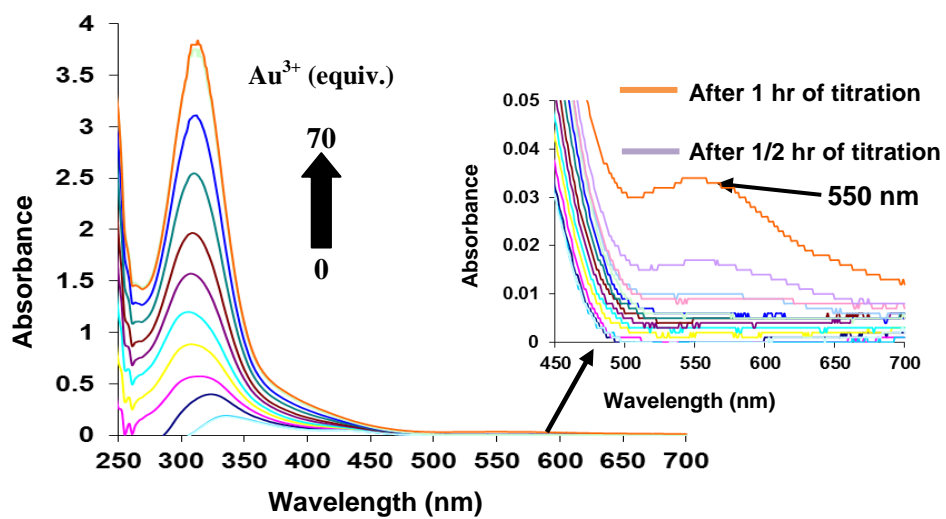 4
3.5
3
2.5
2
1.5
1
0.5
0
Absorbance
250 300 350 400 450 500 550 600 650 700
Wavelength (nm)
Au³⁺ (equiv.)
70
0
0.05
0.04
0.03
0.02
0.01
0
Absorbance
450 500 550 600 650 700
Wavelength (nm)
After 1 hr of titration
After 1/2 hr of titration
550 nm